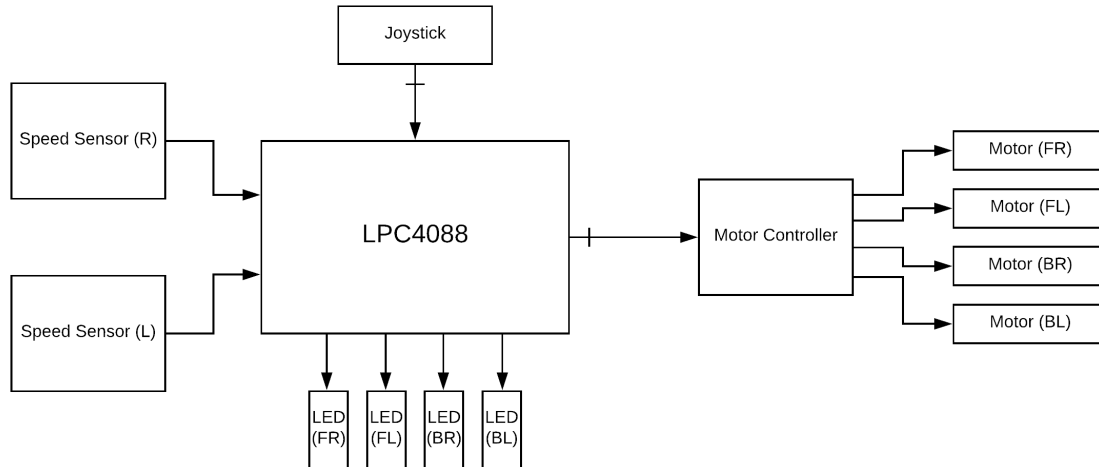 Joystick
Speed Sensor (R)
LPC4088
Motor Controller
Motor (FR)
Motor (FL)
Motor (BR)
Motor (BL)
Speed Sensor (L)
LED
(FR)
LED
(FL)
LED
(BR)
LED
(BL)